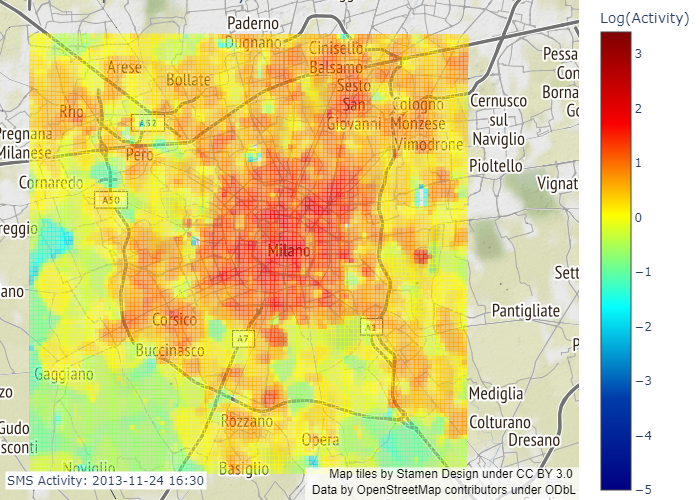 Log(Activity)
3
2
1
0
−1
−2
−3
−4
−5
Paderno
Dugnano
Cinisello
Balsamo
Arese
Bollate
Sesto
San
Giovanni
Cologno
Monzese
Rho
A52
Pero
Vimodrone
Cernusco
sul
Naviglio
Pioltello
Pessa
Con
Borna
Go
Pregnana
Milanese
Cornaredo
A50
Vignat
reggio
Milano
Sett
ano
Pantigliate
Corsico
A7
A1
Buccinasco
P
Gaggiano
zo
Mediglia
Rozzano
Colturano
Dresano
Gudo
sconti
Opera
Noviglio
Basiglio
SMS Activity: 2013-11-24 16:30
Map tiles by Stamen Design under CC BY 3.0
Data by OpenStreetMap contributors under ODbL